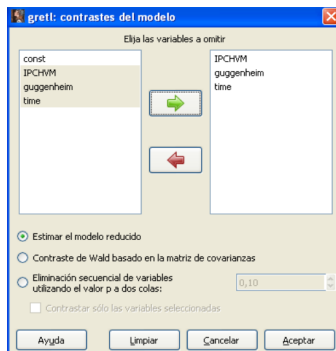 gretl: contrastes del modelo
Elija las variables a omitir
const
IPCHVM
guggenheim
time
IPCHVM
guggenheim
time
Estimar el modelo reducido
Contraste de Wald basado en la matriz de covarianzas
Eliminación secuencial de variables
utilizando el valor p a dos colas:
0,10
Contrastar sólo las variables seleccionadas
Ayuda
Limpiar
Cancelar
Aceptar